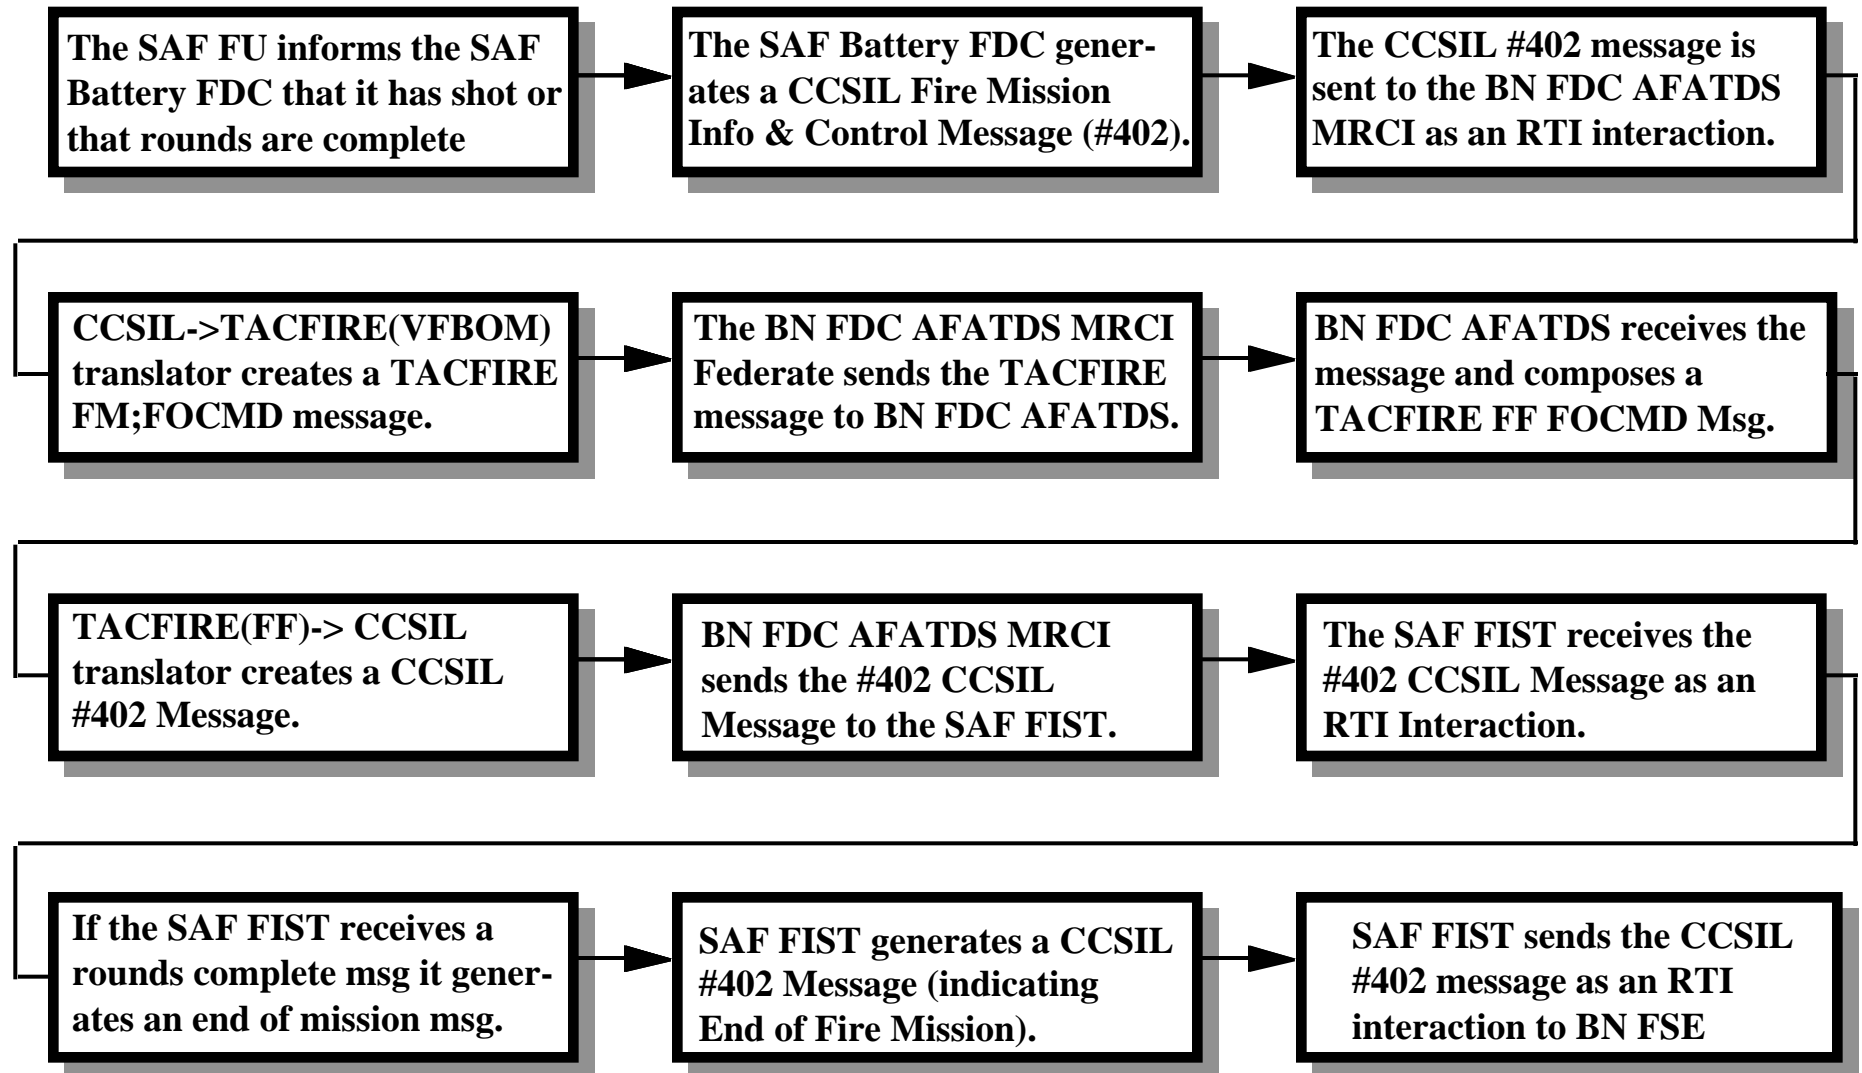 The SAF FU informs the SAF
Battery FDC that it has shot or
that rounds are complete
The SAF Battery FDC gener-
ates a CCSIL Fire Mission
Info & Control Message (#402).
The CCSIL #402 message is
sent to the BN FDC AFATDS
MRCI as an RTI interaction.
CCSIL->TACFIRE(VFBOM)
translator creates a TACFIRE
FM;FOCMD message.
The BN FDC AFATDS MRCI
Federate sends the TACFIRE
message to BN FDC AFATDS.
BN FDC AFATDS receives the
message and composes a
TACFIRE FF FOCMD Msg.
TACFIRE(FF)-> CCSIL
translator creates a CCSIL
#402 Message.
BN FDC AFATDS MRCI
sends the #402 CCSIL
Message to the SAF FIST.
The SAF FIST receives the
#402 CCSIL Message as an
RTI Interaction.
If the SAF FIST receives a
rounds complete msg it gener-
ates an end of mission msg.
SAF FIST generates a CCSIL
#402 Message (indicating
End of Fire Mission).
SAF FIST sends the CCSIL
#402 message as an RTI
interaction to BN FSE